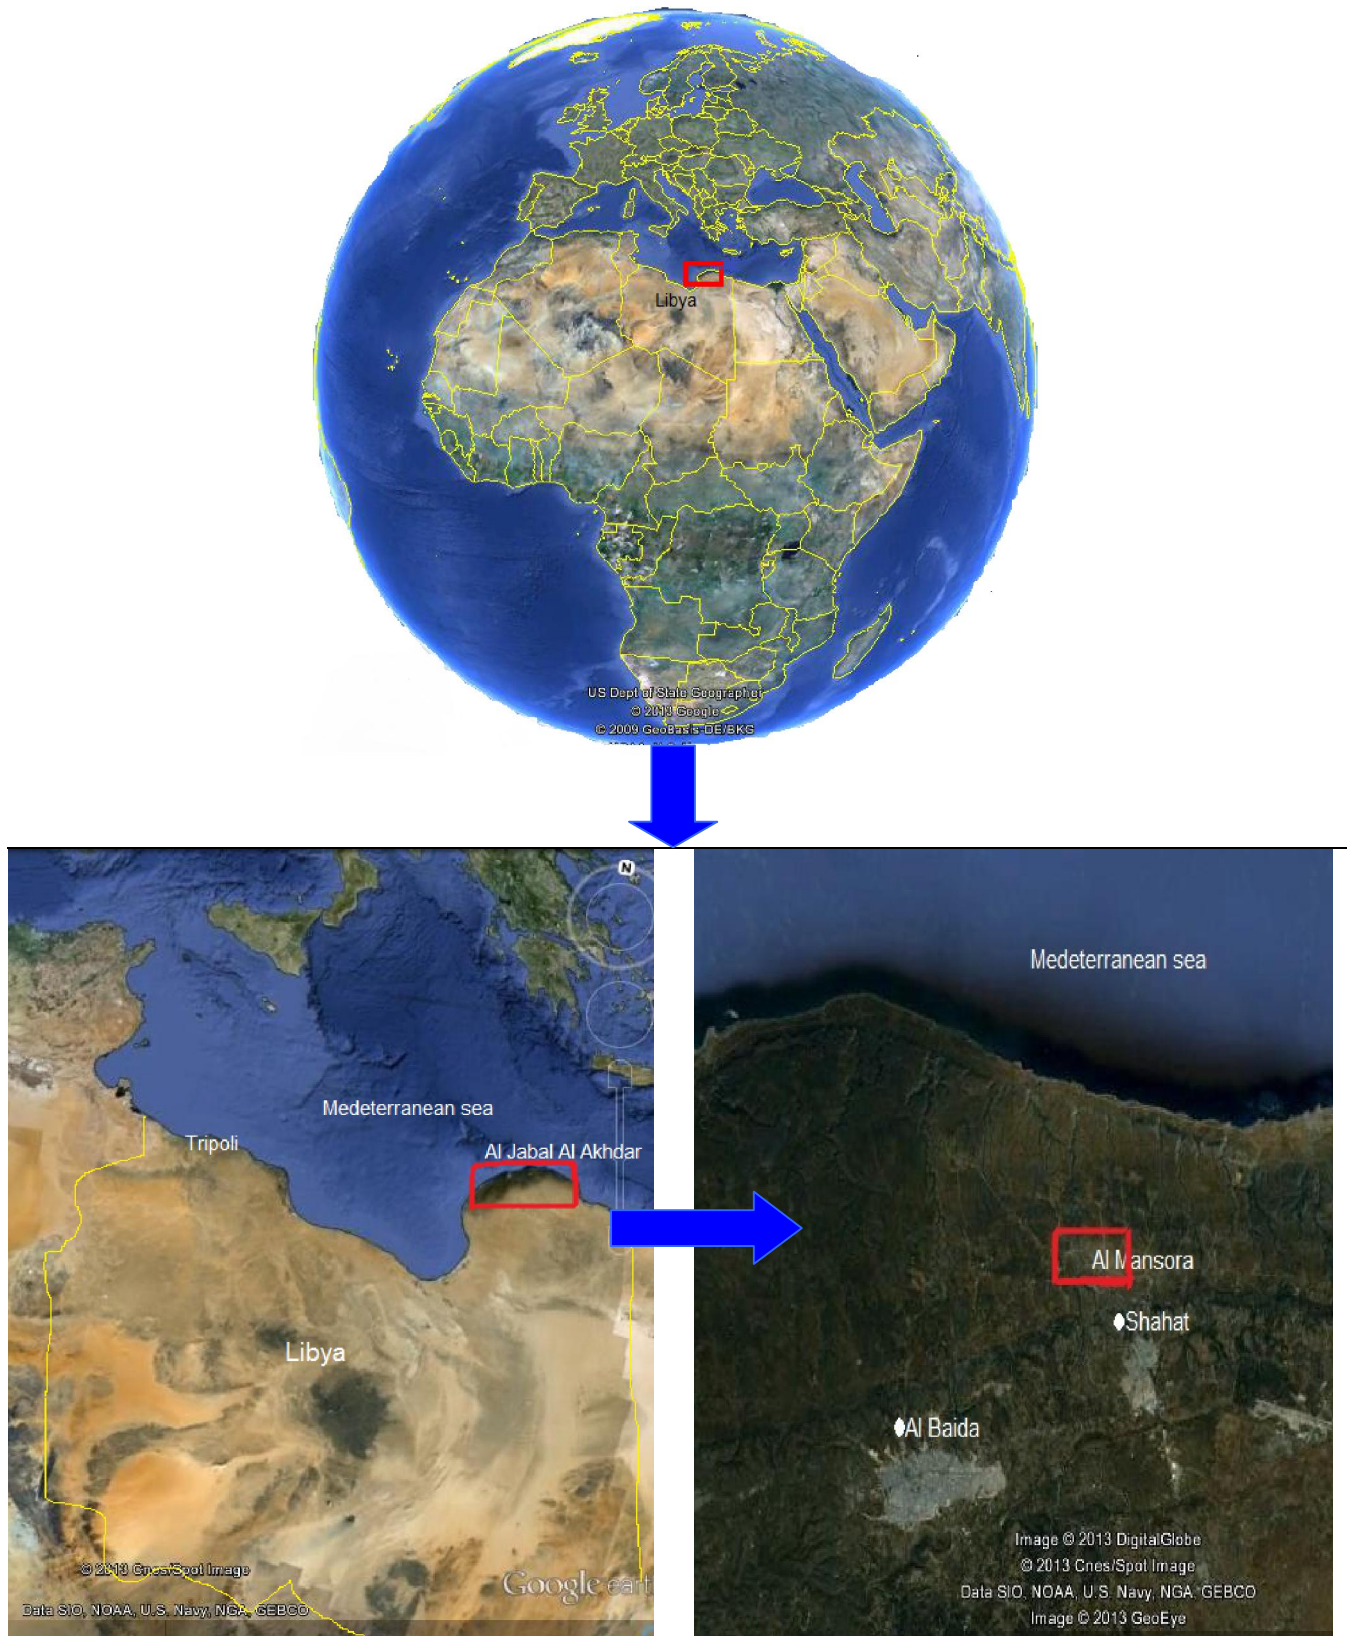 Libya
US Dept of State Geographer
© 2013 Google
© 2009 GeoBasis-DE/BKG
N
Medeterranean sea
Tripoli
Al Jabal Al Akhdar
Libya
© 2013 Cnes/Spot Image
Google earth
Data SIO, NOAA, U.S. Navy, NGA, GEBCO
Medeterranean sea
Al Mansora
Shahat
Al Baida
Image © 2013 DigitalGlobe
© 2013 Cnes/Spot Image
Data SIO, NOAA, U.S. Navy, NGA, GEBCO
Image © 2013 GeoEye